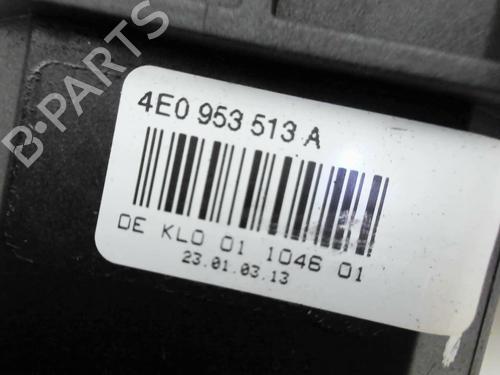 B-PARTS
4E0 953 513 A
DE KLO 01 1046 01
23.01.03.13